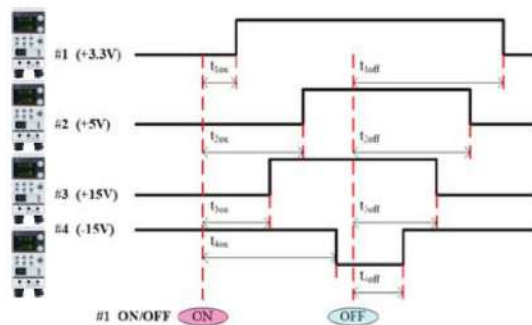 #1 (+3.3V)
t1on
t1off
#2 (+5V)
t2on
t2off
#3 (+15V)
t3on
t3off
#4 (-15V)
t4on
t4off
#1 ON/OFF ON OFF